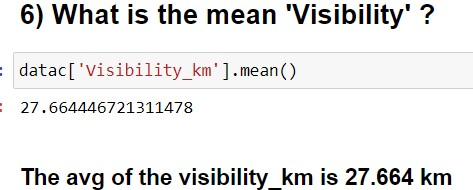 6) What is the mean 'Visibility' ?
datac['Visibility_km'].mean()
27.664446721311478
The avg of the visibility_km is 27.664 km